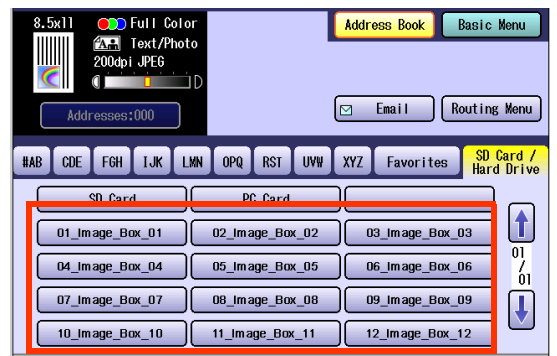 8.5x11 Full Color
Text/Photo
200dpi JPEG
D
Addresses:000
Address Book Basic Menu
Email Routing Menu
#AB CDE FGH IJK LMN OPQ RST UVW XYZ Favorites SD Card /
Hard Drive
SD Card PC Card
01_Image_Box_01 02_Image_Box_02 03_Image_Box_03
04_Image_Box_04 05_Image_Box_05 06_Image_Box_06
07_Image_Box_07 08_Image_Box_08 09_Image_Box_09
10_Image_Box_10 11_Image_Box_11 12_Image_Box_12
01
/
01